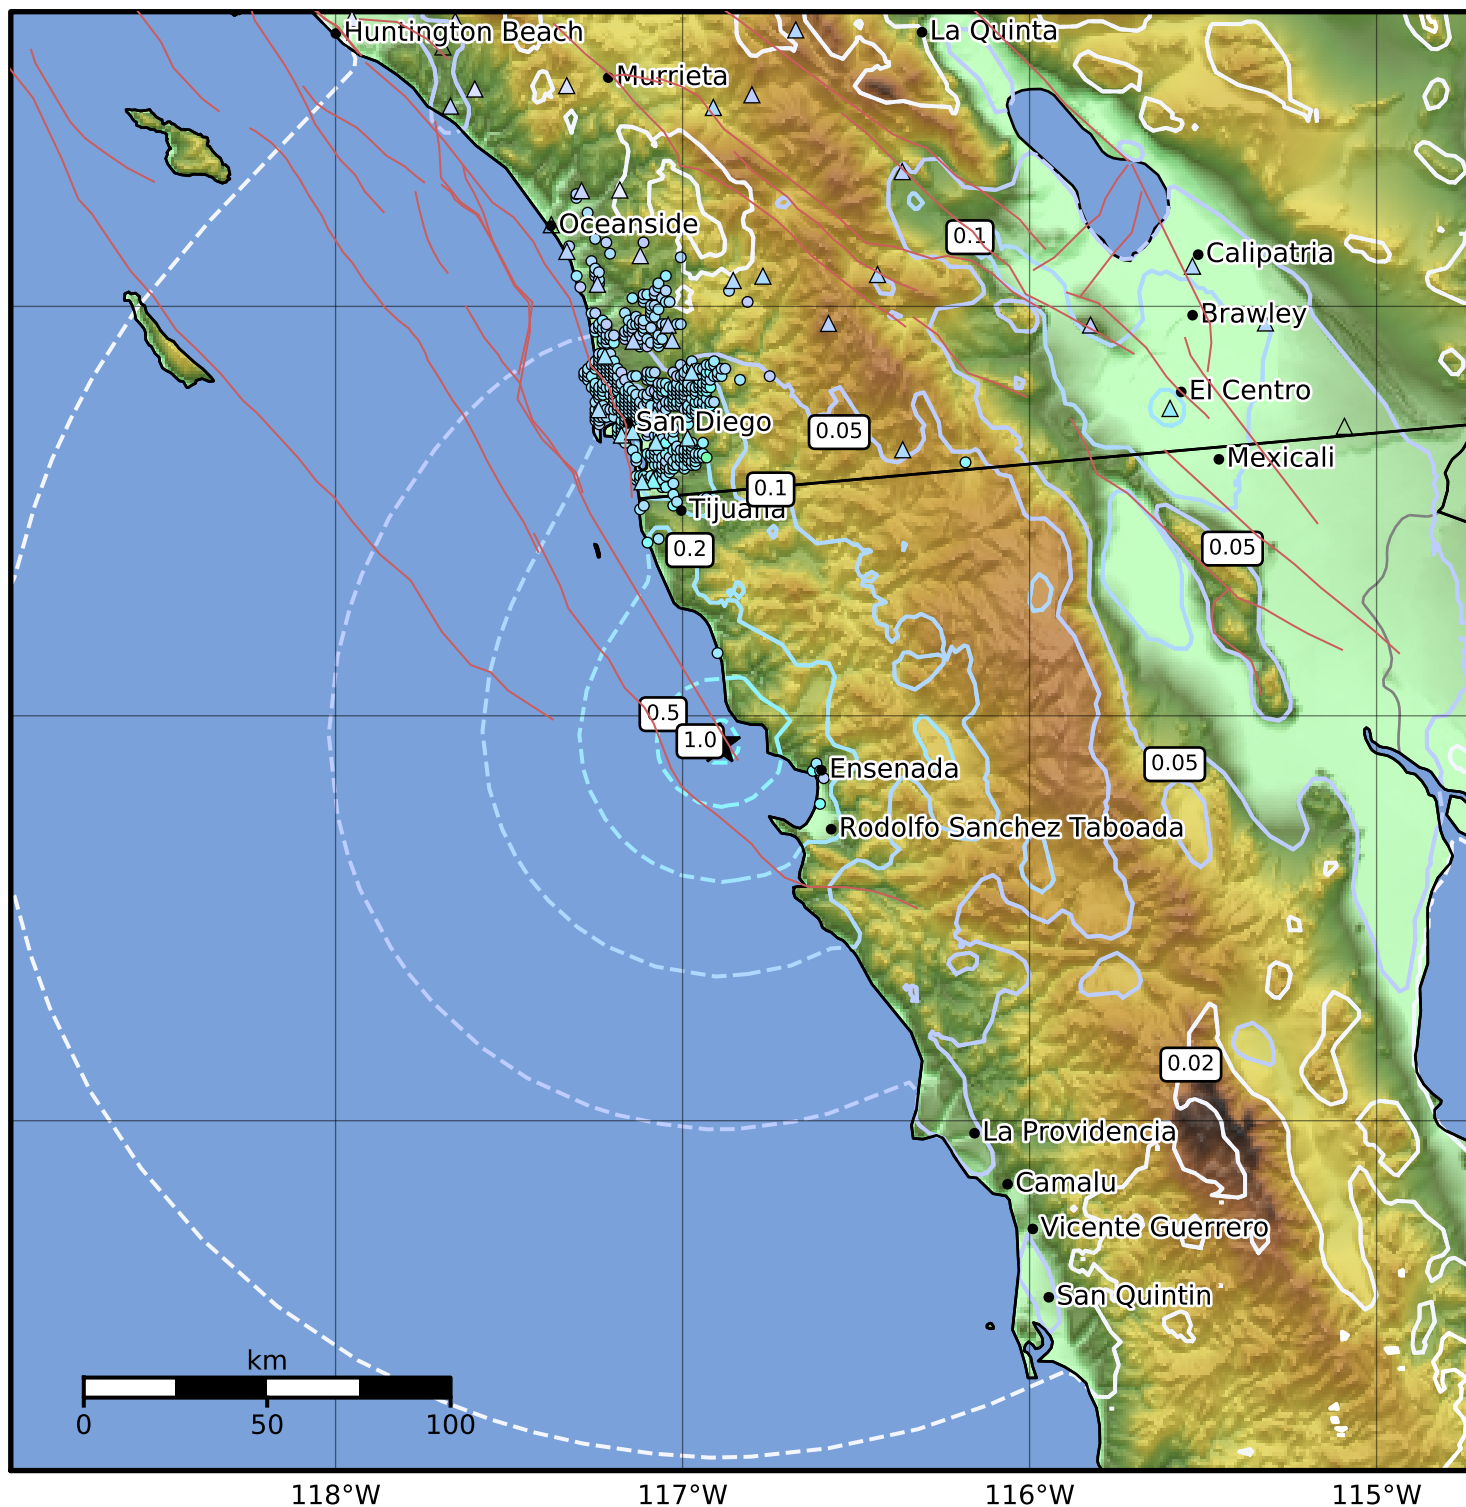 Huntington Beach
La Quinta
Murrieta
Oceanside
0.1
Calipatria
Brawley
El Centro
San Diego
0.05
Mexicali
0.1
Tijuana
0.2
0.05
0.5
1.0
0.05
Ensenada
Rodolfo Sanchez Taboada
0.02
La Providencia
Camalu
Vicente Guerrero
San Quintin
km
0 50 100
118°W 117°W 116°W 115°W